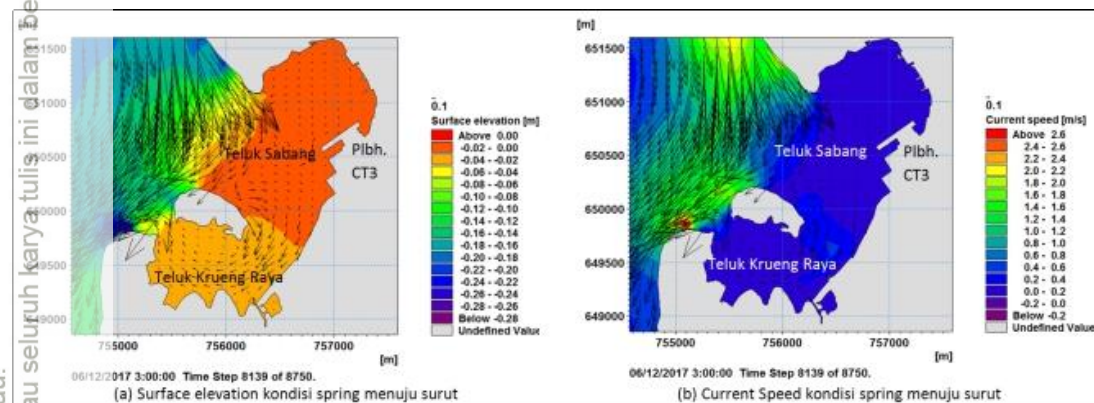 au seluruh karya tulis ini dalam be
[m]
651500
651000
650500
650000
649500
649000
755000
756000
757000
[m]
Teluk Sabang
Plbh.
CT3
Teluk Krueng Raya
0.1
Surface elevation [m]
Above 0.00
-0.02 - 0.00
-0.04 - -0.02
-0.06 - -0.04
-0.08 - -0.06
-0.10 - -0.08
-0.12 - -0.10
-0.14 - -0.12
-0.16 - -0.14
-0.18 - -0.16
-0.20 - -0.18
-0.22 - -0.20
-0.24 - -0.22
-0.26 - -0.24
-0.28 - -0.26
Below -0.28
Undefined Value
06/12/2017 3:00:00 Time Step 8139 of 8750.
(a) Surface elevation kondisi spring menuju surut
[m]
651500
651000
650500
650000
649500
649000
755000
756000
757000
[m]
Teluk Sabang
Plbh.
CT3
Teluk Krueng Raya
0.1
Current speed [m/s]
Above 2.6
2.4 - 2.6
2.2 - 2.4
2.0 - 2.2
1.8 - 2.0
1.6 - 1.8
1.4 - 1.6
1.2 - 1.4
1.0 - 1.2
0.8 - 1.0
0.6 - 0.8
0.4 - 0.6
0.2 - 0.4
0.0 - 0.2
-0.2 - 0.0
Below -0.2
Undefined Value
06/12/2017 3:00:00 Time Step 8139 of 8750.
(b) Current Speed kondisi spring menuju surut